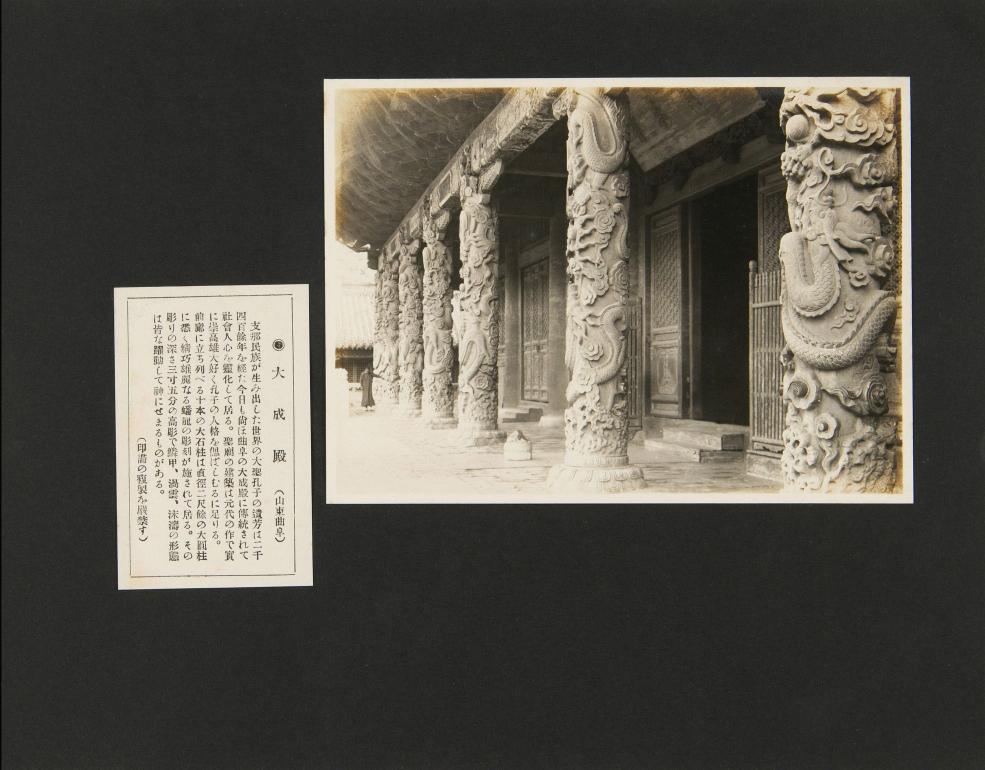 大成殿 (山東曲阜)
支那民族が生み出した世界の大聖孔子の遺芳は二千
四百餘年を經た今日も尙ほ曲阜の大成殿に傳統されて
社會人心を靈化して居る。聖廟の建築は元代の作で實
に崇高雄大好く孔子の人格を偲ばしむるに足りる。
前廊に立ち列べる十本の大石柱は直徑二尺餘の大圓柱
に悉く精巧雄麗なる蟠龍の彫刻が施されて居る。その
彫りの深さ三寸五分の高彫で鱗甲、渦雲、沫濤の形態
は皆な躍動して神にせまるものがある。
(印畵の複製を嚴禁す)